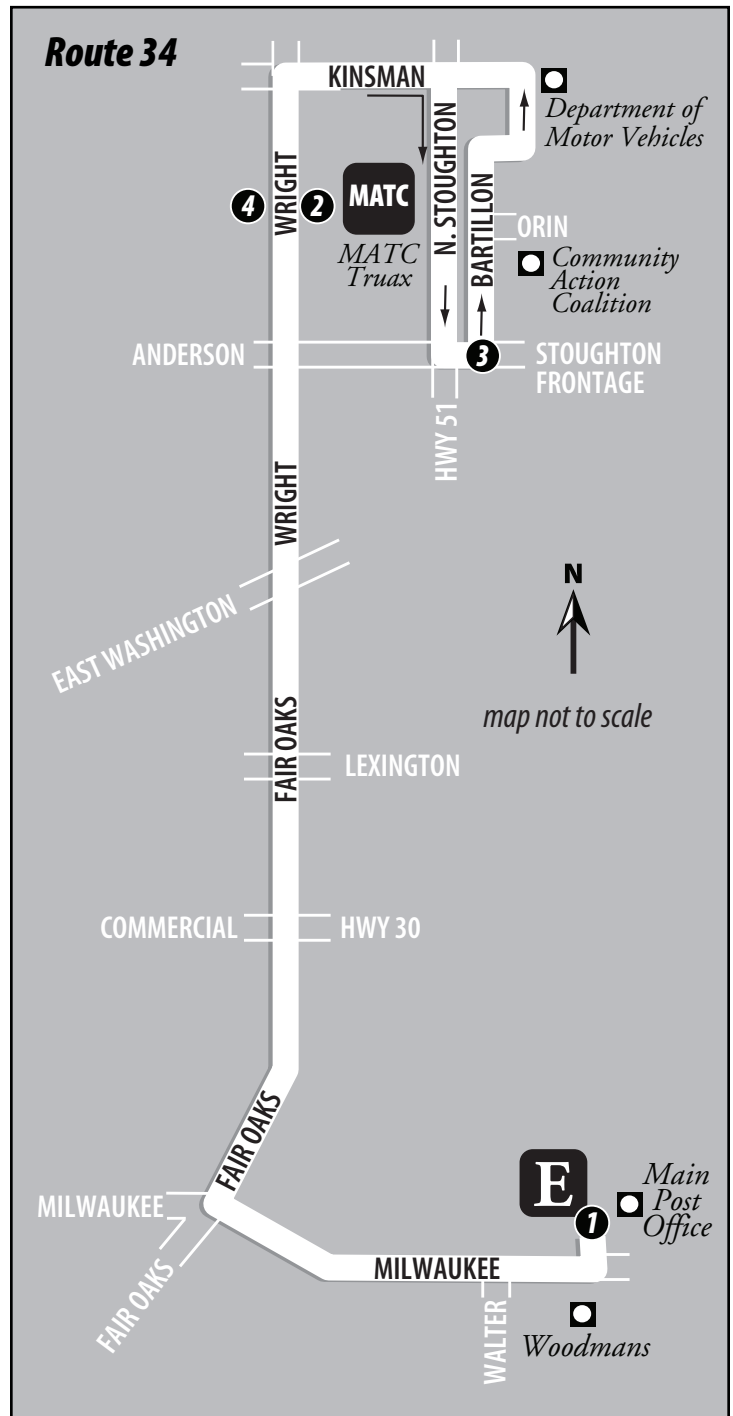 Route 34
KINSMAN
Department of
Motor Vehicles
WRIGHT
4
2
MATC
MATC
Truax
N. STOUGHTON
BARTILLON
ORIN
Community
Action
Coalition
ANDERSON
3
STOUGHTON
FRONTAGE
HWY 51
WRIGHT
EAST WASHINGTON
N
map not to scale
FAIR OAKS
LEXINGTON
COMMERCIAL
HWY 30
FAIR OAKS
MILWAUKEE
FAIR OAKS
E
1
Main
Post
Office
MILWAUKEE
WALTER
Woodmans